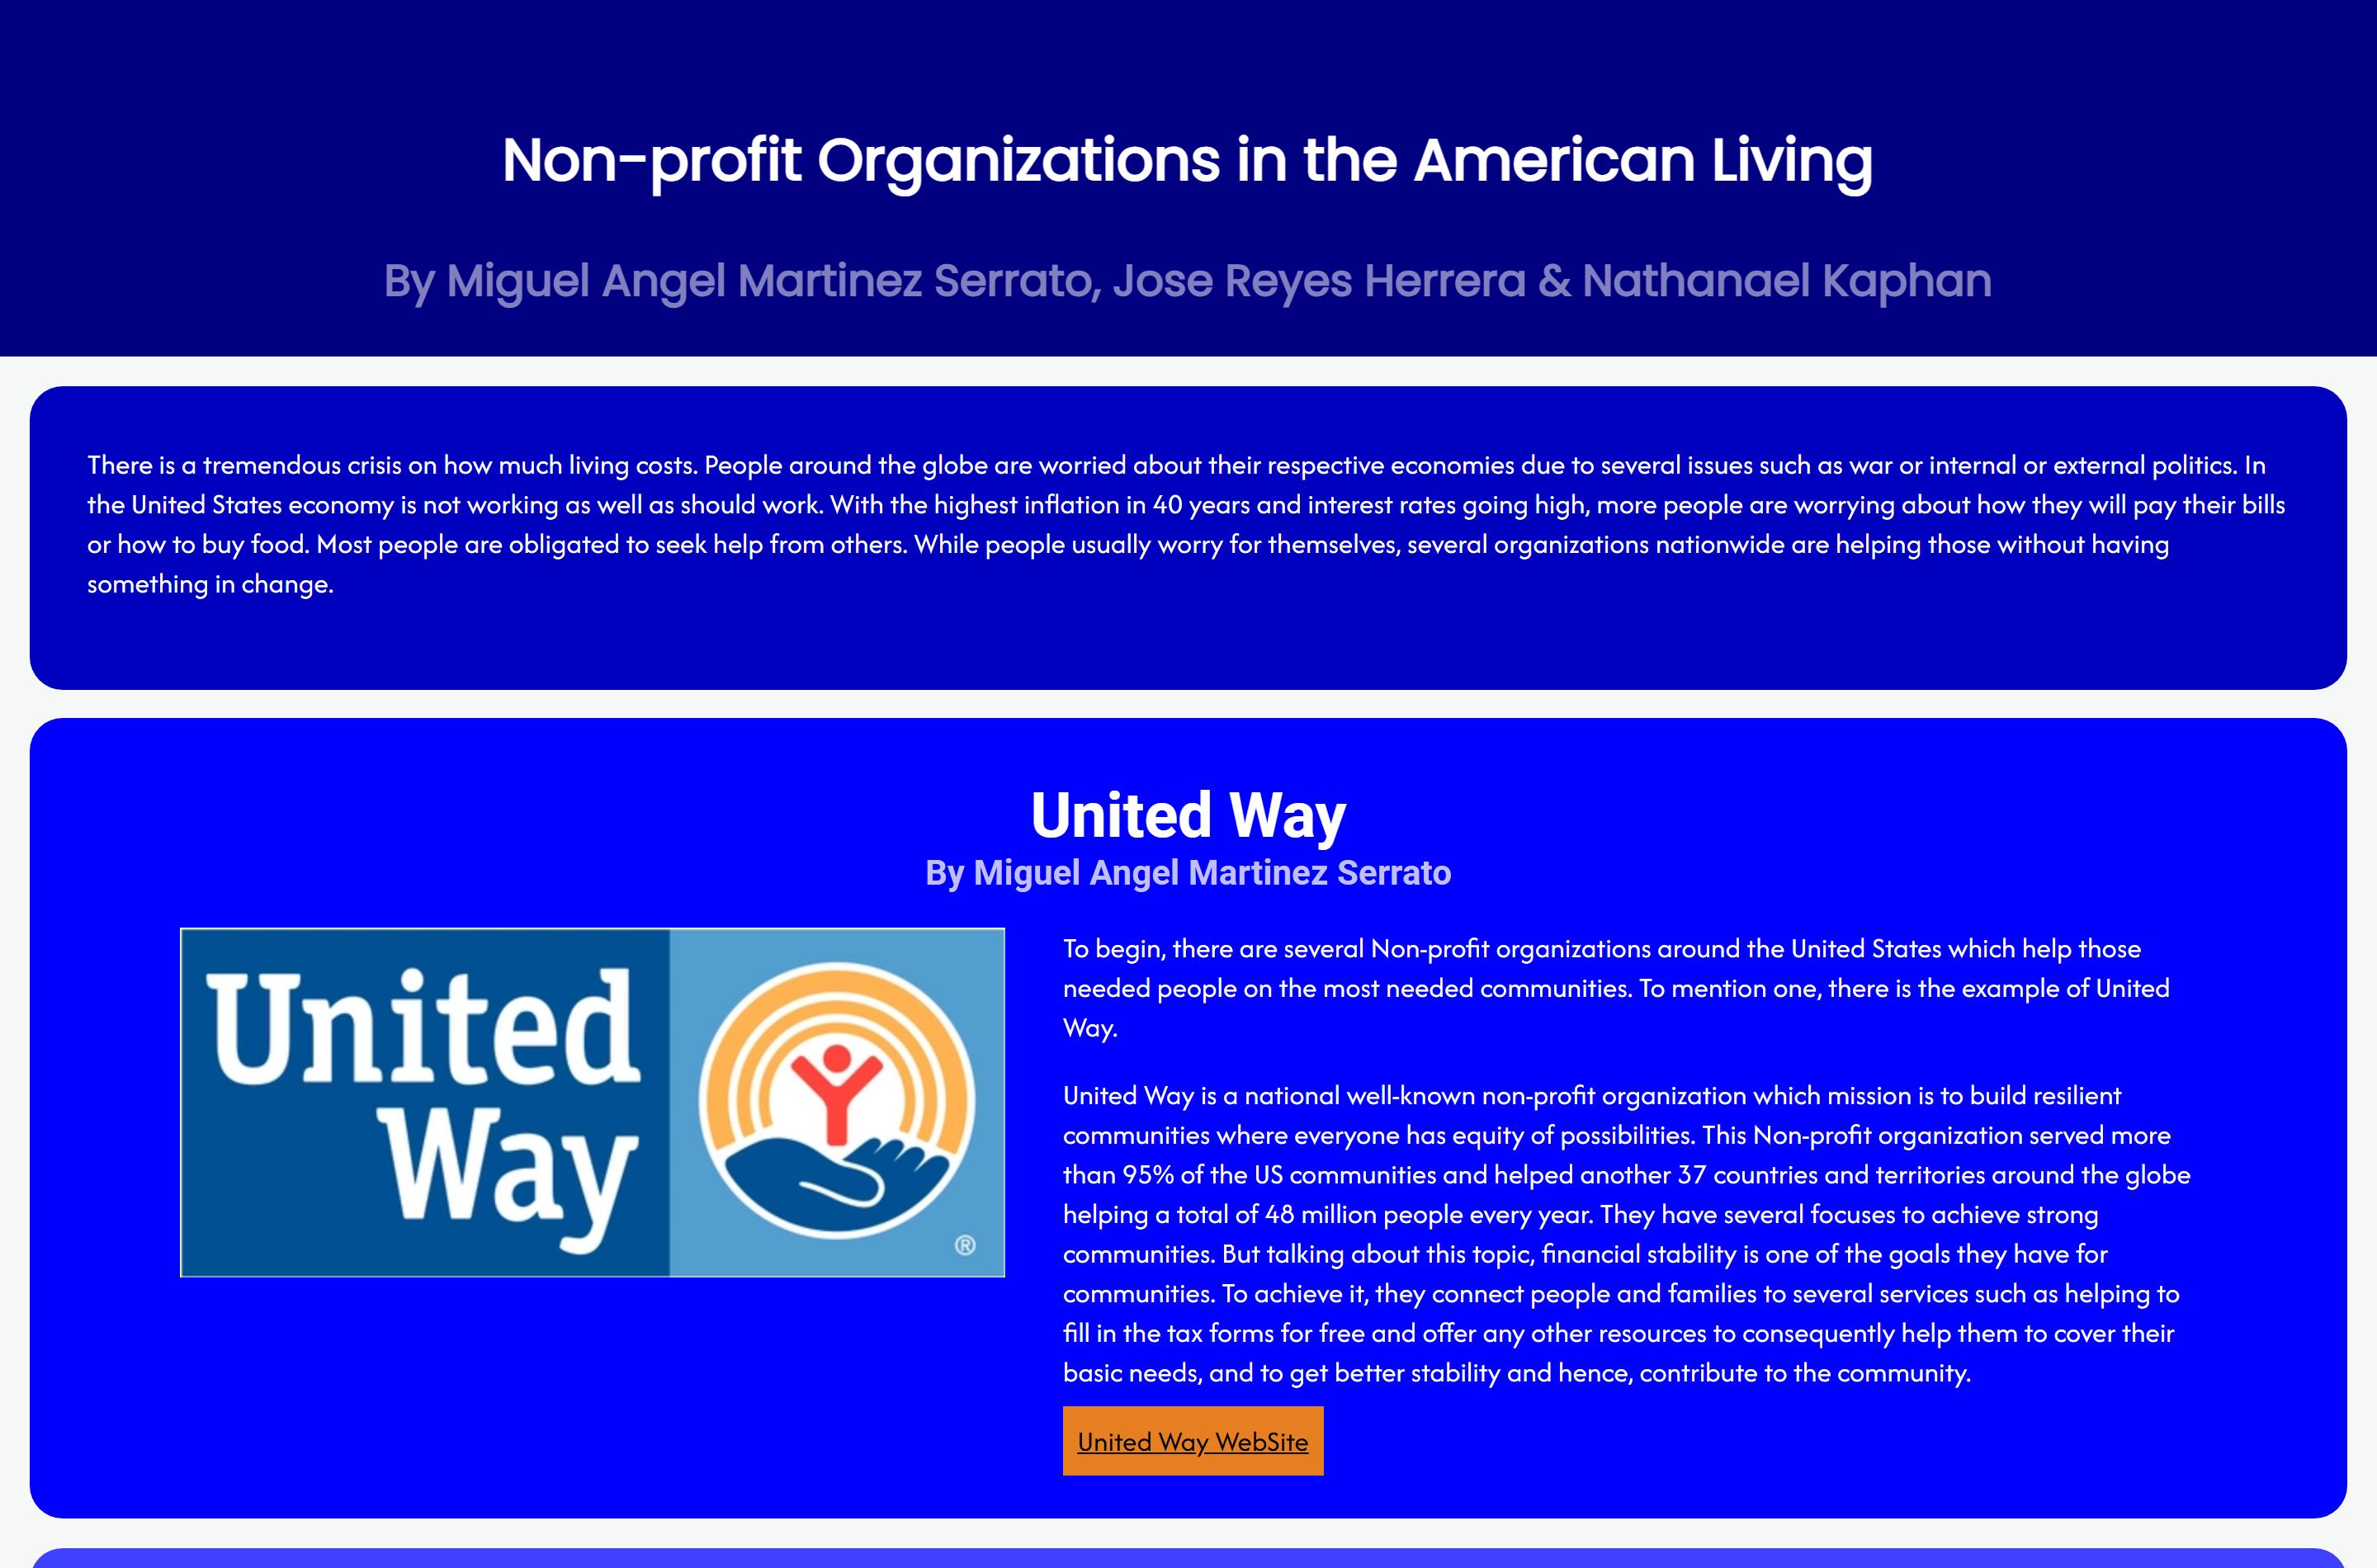 Non-profit Organizations in the American Living
By Miguel Angel Martinez Serrato, Jose Reyes Herrera & Nathanael Kaphan
There is a tremendous crisis on how much living costs. People around the globe are worried about their respective economies due to several issues such as war or internal or external politics. In
the United States economy is not working as well as should work. With the highest inflation in 40 years and interest rates going high, more people are worrying about how they will pay their bills
or how to buy food. Most people are obligated to seek help from others. While people usually worry for themselves, several organizations nationwide are helping those without having
something in change.
United Way
By Miguel Angel Martinez Serrato
United
Way
®
To begin, there are several Non-profit organizations around the United States which help those
needed people on the most needed communities. To mention one, there is the example of United
Way.
United Way is a national well-known non-profit organization which mission is to build resilient
communities where everyone has equity of possibilities. This Non-profit organization served more
than 95% of the US communities and helped another 37 countries and territories around the globe
helping a total of 48 million people every year. They have several focuses to achieve strong
communities. But talking about this topic, financial stability is one of the goals they have for
communities. To achieve it, they connect people and families to several services such as helping to
fill in the tax forms for free and offer any other resources to consequently help them to cover their
basic needs, and to get better stability and hence, contribute to the community.
United Way WebSite